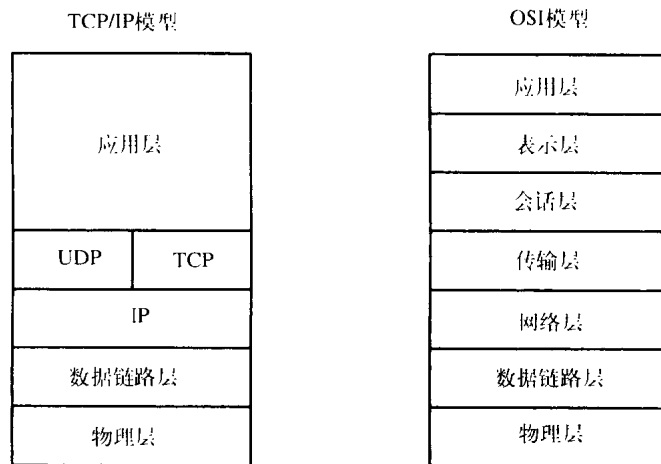 TCP/IP模型
应用层
UDP
TCP
IP
数据链路层
物理层
OSI模型
应用层
表示层
会话层
传输层
网络层
数据链路层
物理层